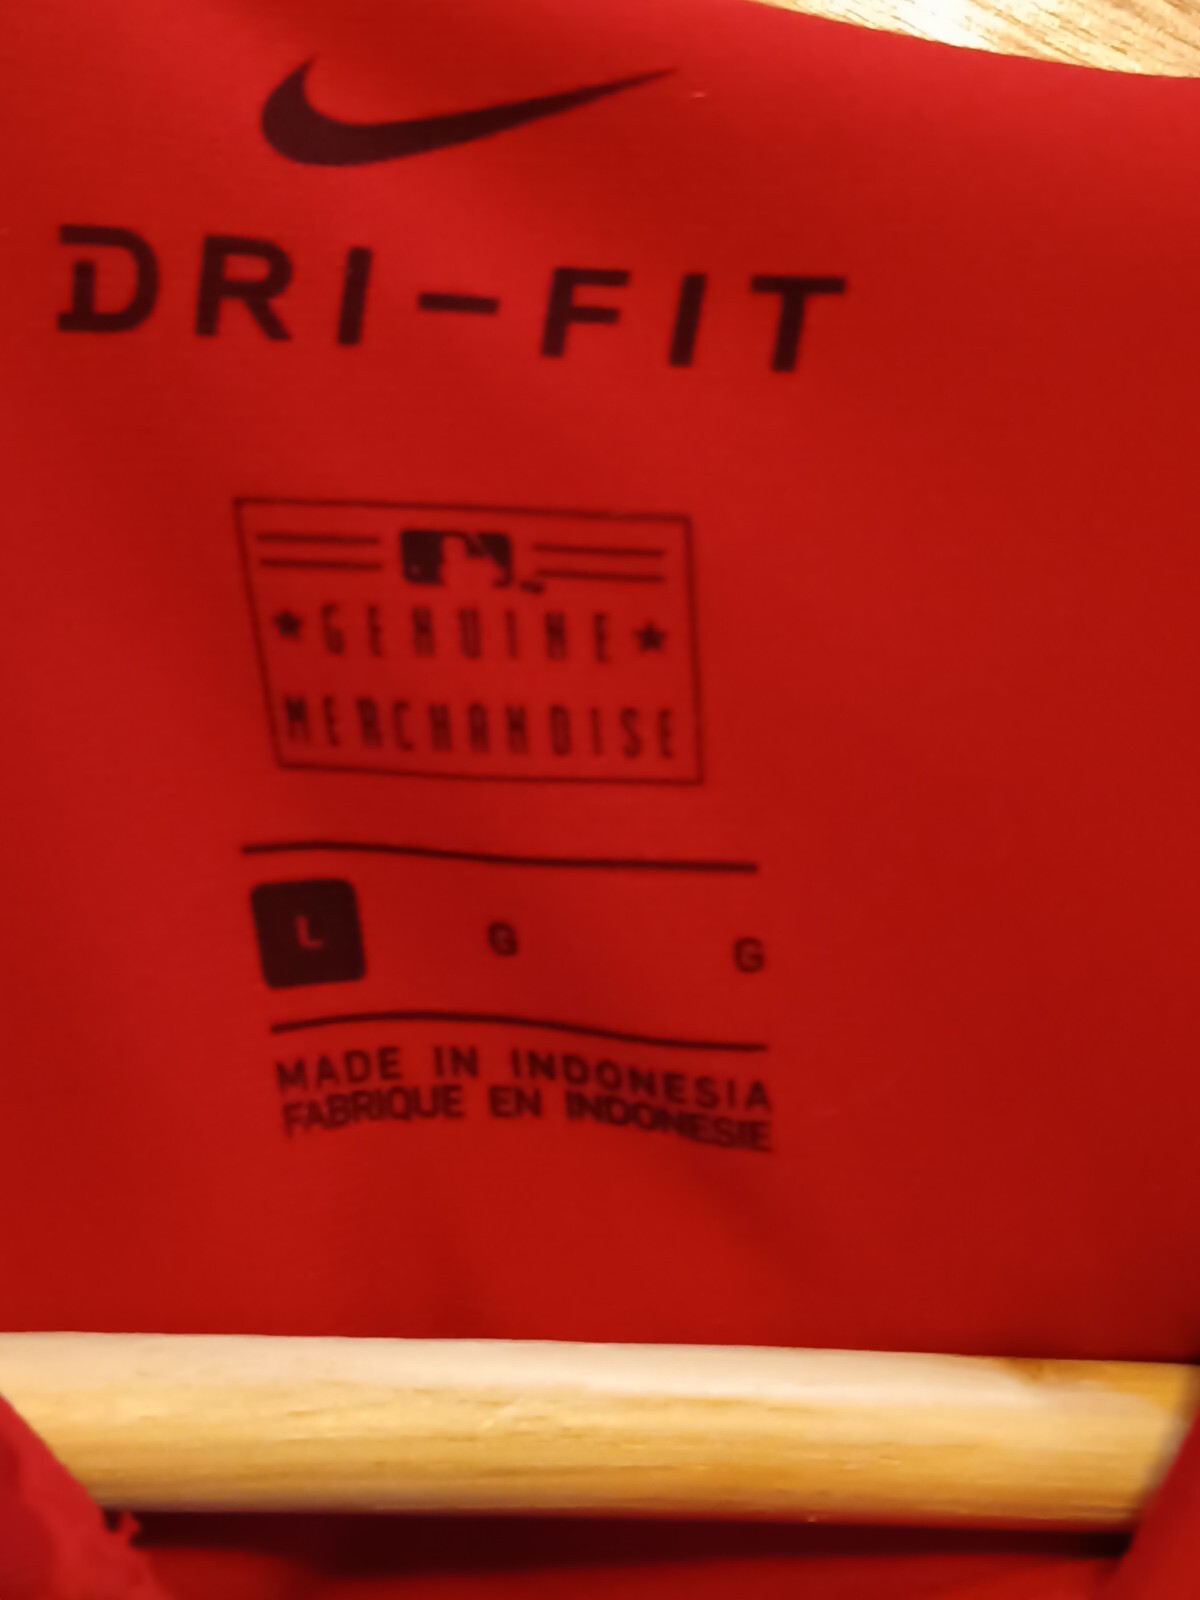 DRI-FIT
GENUINE
MERCHANDISE
L G G
MADE IN INDONESIA
FABRIQUE EN INDONESIE